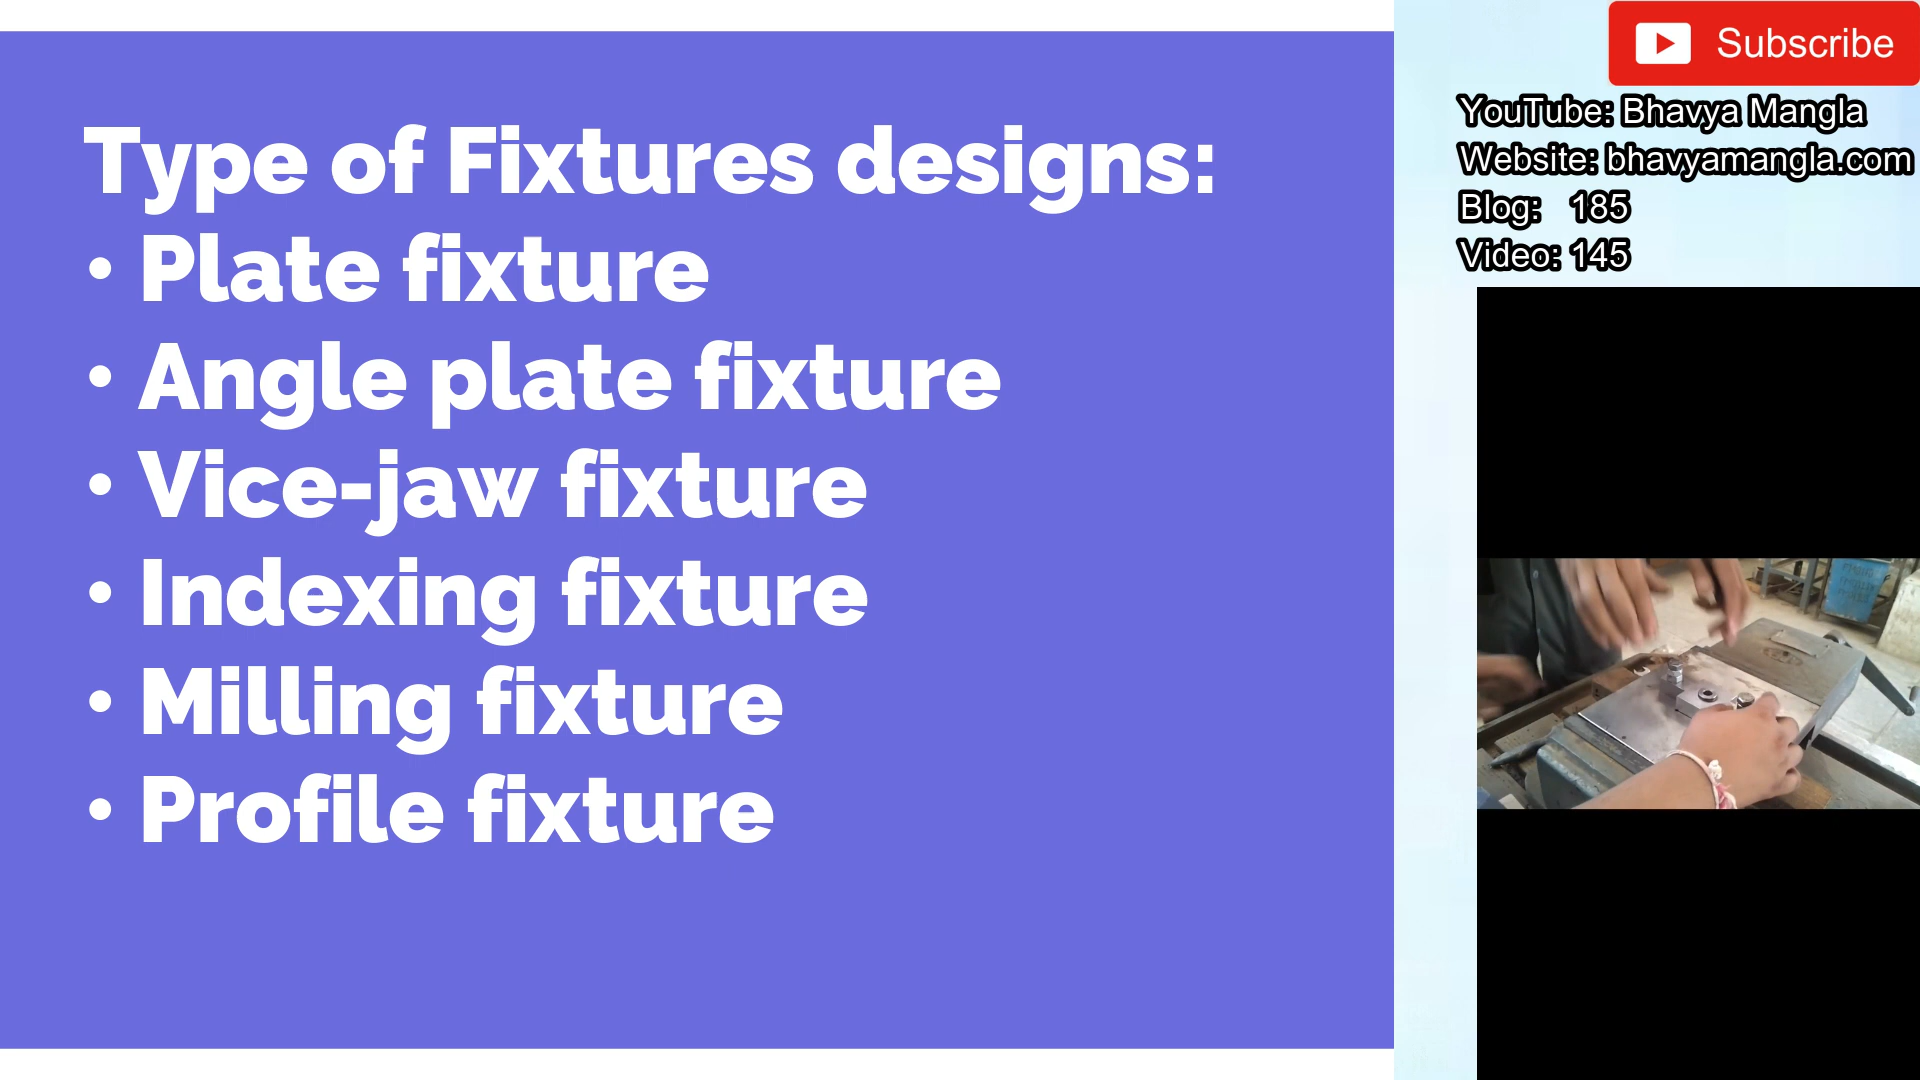 Type of Fixtures designs:
• Plate fixture
• Angle plate fixture
• Vice-jaw fixture
• Indexing fixture
• Milling fixture
• Profile fixture
Subscribe
YouTube: Bhavya Mangla
Website: bhavyamangla.com
Blog: 185
Video: 145